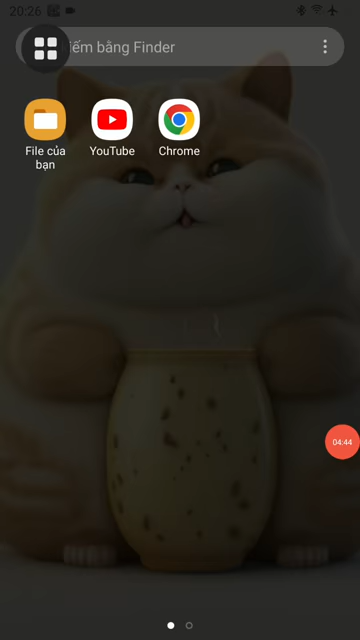 20:26
iếm bằng Finder
File của
bạn
YouTube
Chrome
04:44